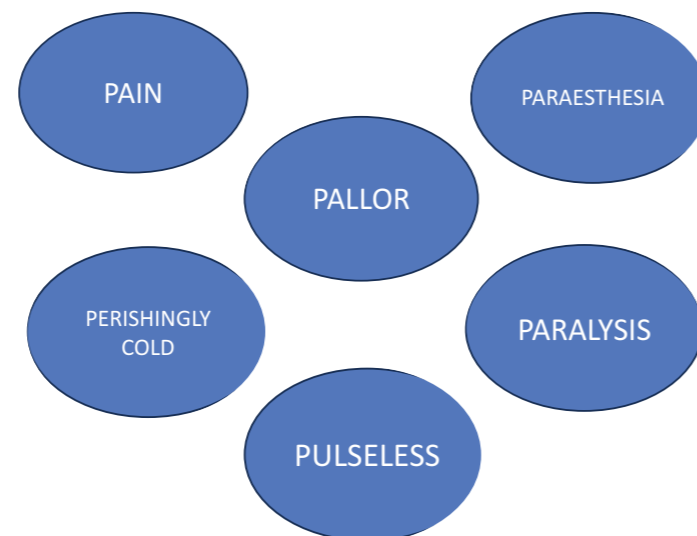 PAIN
PARAESTHESIA
PALLOR
PERISHINGLY
COLD
PARALYSIS
PULSELESS